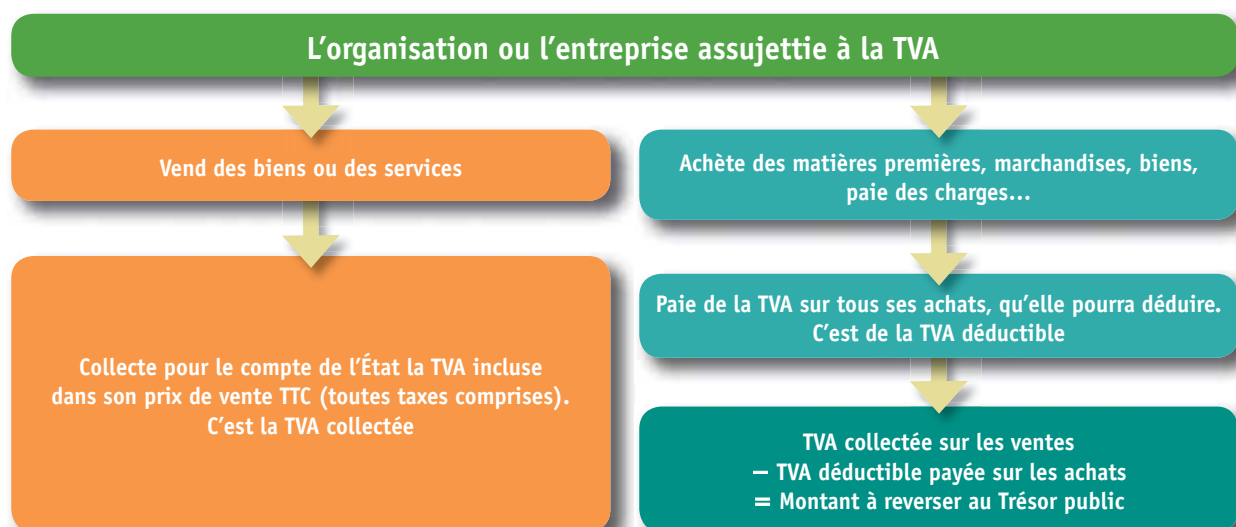 L'organisation ou l'entreprise assujettie à la TVA
Vend des biens ou des services
Collecte pour le compte de l'État la TVA incluse
dans son prix de vente TTC (toutes taxes comprises).
C'est la TVA collectée
Achète des matières premières, marchandises, biens,
paie des charges…
Paie de la TVA sur tous ses achats, qu'elle pourra déduire.
C'est de la TVA déductible
TVA collectée sur les ventes
– TVA déductible payée sur les achats
= Montant à reverser au Trésor public